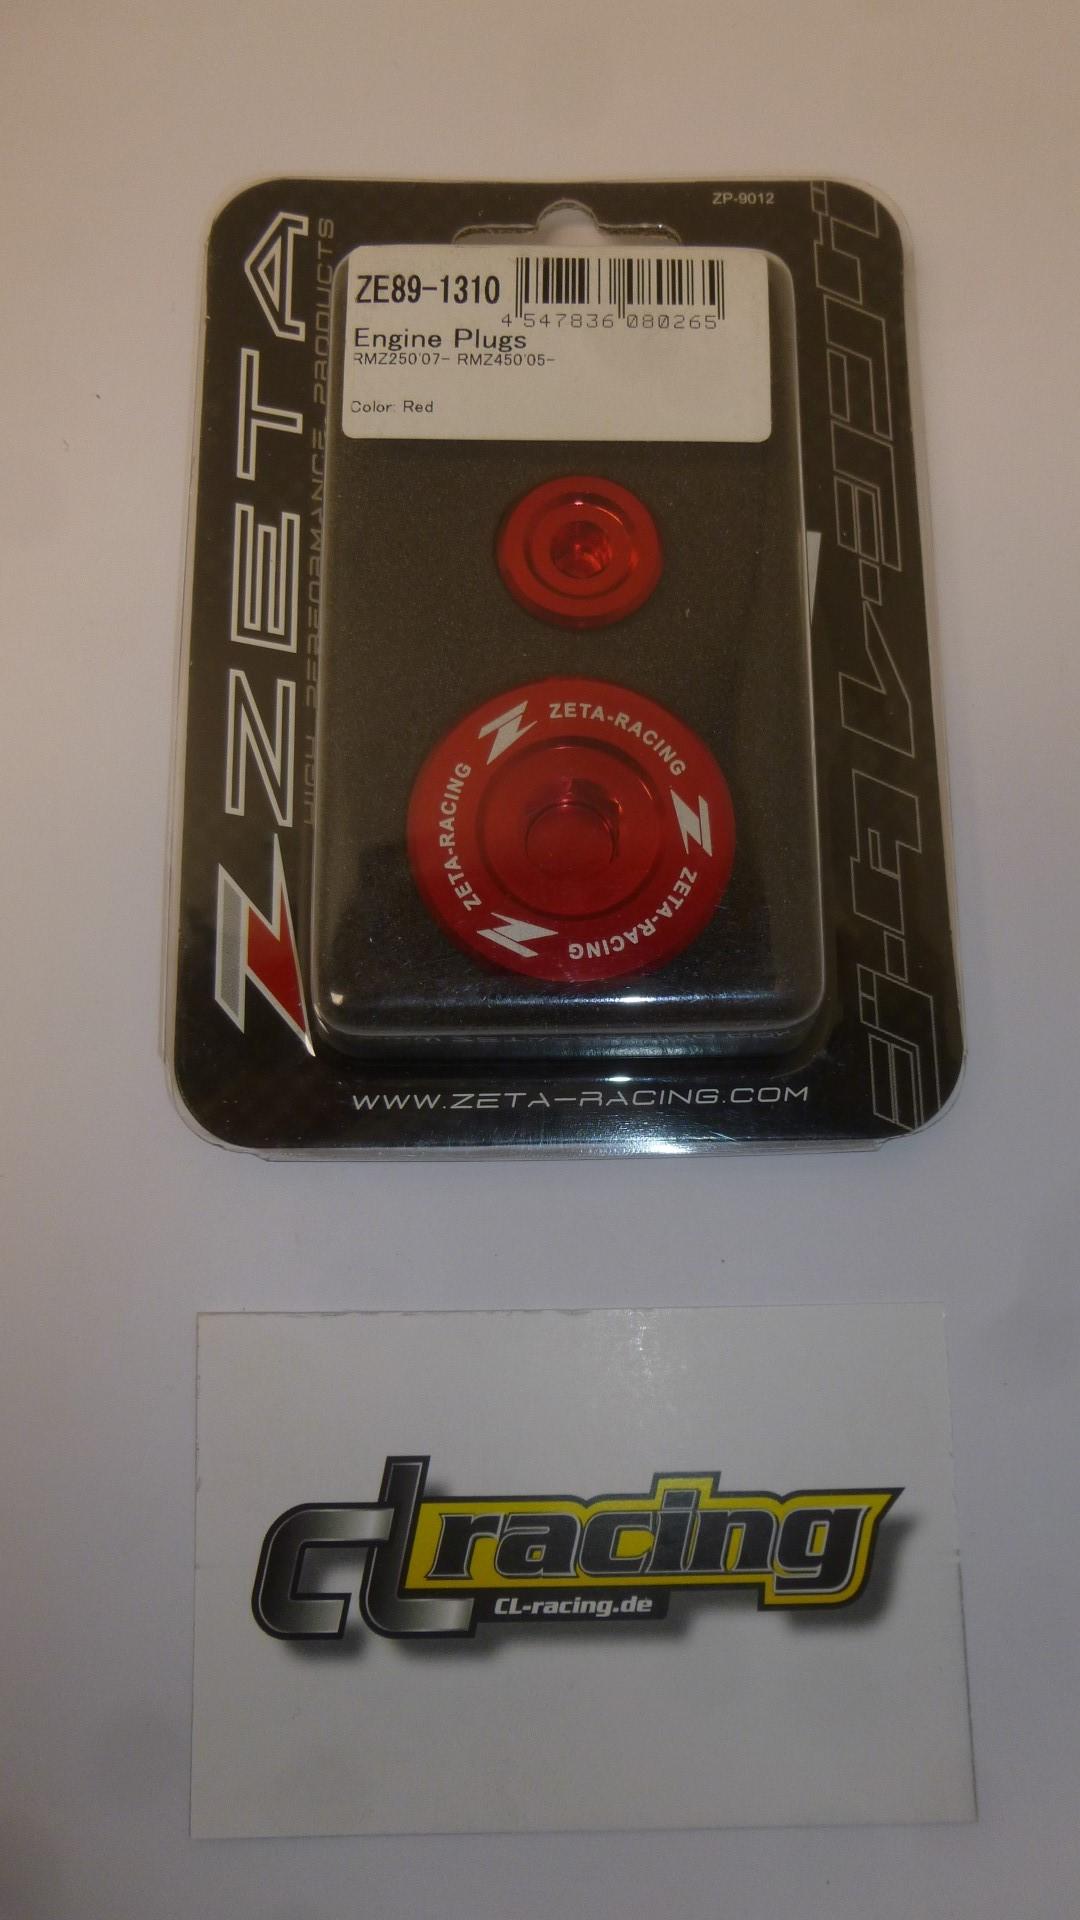 ZP-9012
ZE89-1310
4 547836 080265
Engine Plugs
RMZ250'07- RMZ450'05-
Color: Red
ZETA
HIGH PERFORMANCE PRODUCTS
ZETA-RACING
ZETA-RACING
ZETA-RACING
WWW.ZETA-RACING.COM
CL racing
CL-racing.de